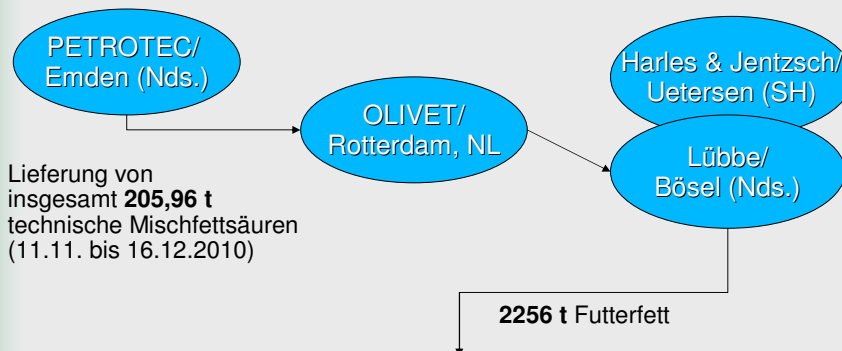 PETROTEC/
Emden (Nds.)
OLIVET/
Rotterdam, NL
Harles & Jentzsch/
Uetersen (SH)
Lübbe/
Bösel (Nds.)
Lieferung von
insgesamt 205,96 t
technische Mischfettsäuren
(11.11. bis 16.12.2010)
2256 t Futterfett